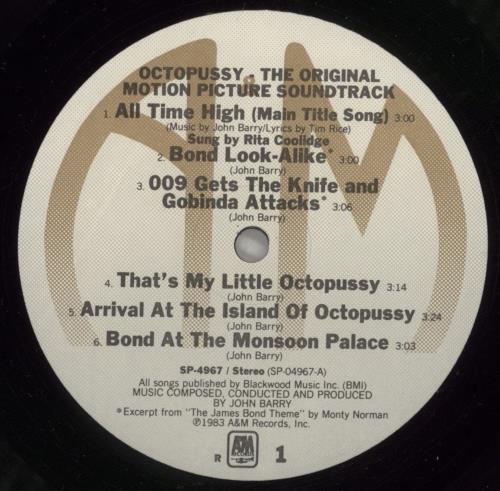 OCTOPUSSY • THE ORIGINAL
MOTION PICTURE SOUNDTRACK
1. All Time High (Main Title Song) 3:00
(Music by John Barry/Lyrics by Tim Rice)
Sung by Rita Coolidge
2. Bond Look-Alike* 3:00
(John Barry)
3. 009 Gets The Knife and
Gobinda Attacks* 3:06
(John Barry)
4. That's My Little Octopussy 3:14
(John Barry)
5. Arrival At The Island Of Octopussy 3:24
(John Barry)
6. Bond At The Monsoon Palace 3:03
(John Barry)
SP-4967 / Stereo (SP-04967-A)
All songs published by Blackwood Music Inc. (BMI)
MUSIC COMPOSED, CONDUCTED AND PRODUCED
BY JOHN BARRY
*Excerpt from "The James Bond Theme" by Monty Norman
℗1983 A&M Records, Inc.
R A&M RECORDS 1